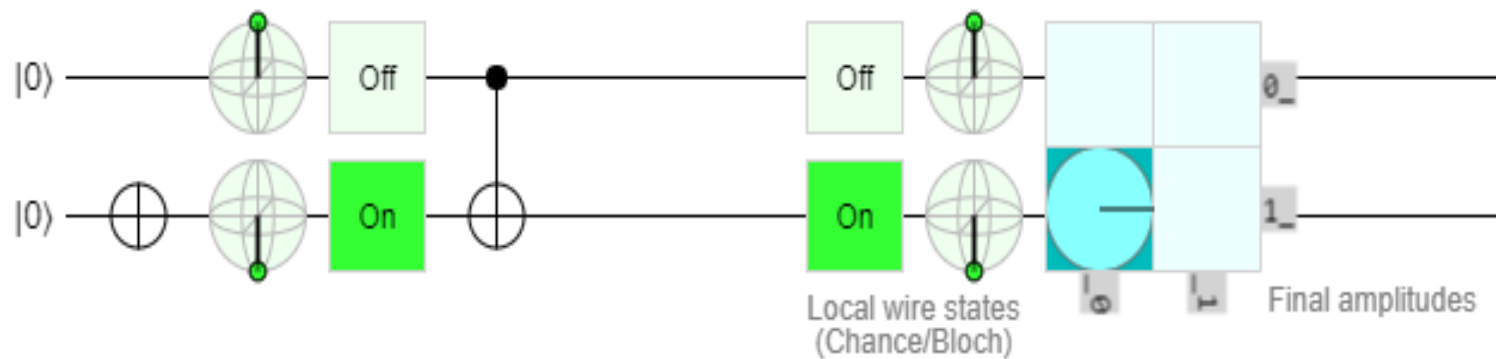 |0⟩ Off Off 0_
|0⟩ On On 1_
_0 _1
Local wire states
(Chance/Bloch)
Final amplitudes